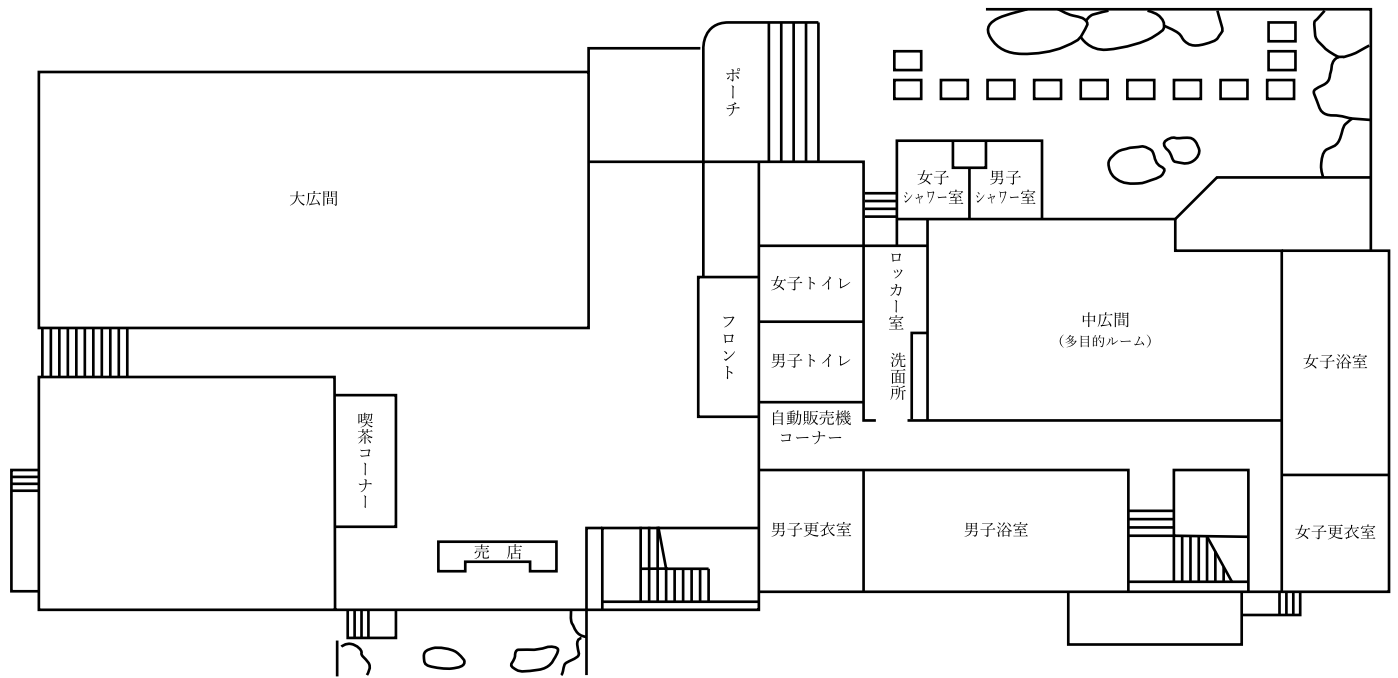 ポーチ
大広間
女子
シャワー室
男子
シャワー室
女子トイレ
ロッカー室
洗面所
中広間
(多目的ルーム)
フロント
男子トイレ
女子浴室
自動販売機
コーナー
喫茶コーナー
男子更衣室
男子浴室
女子更衣室
売 店